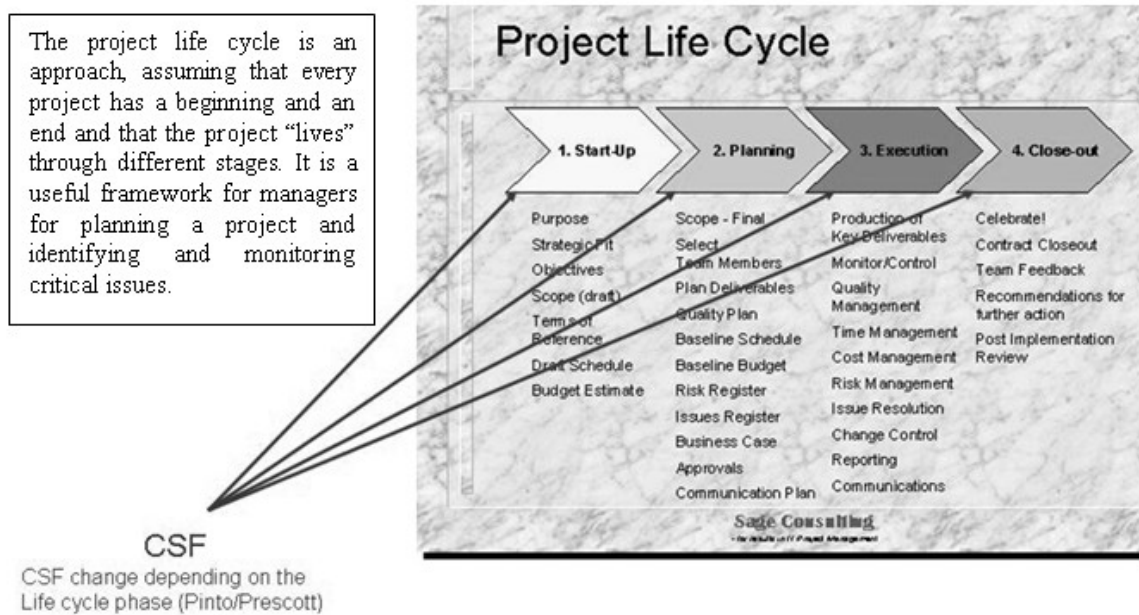 The project life cycle is an
approach, assuming that every
project has a beginning and an
end and that the project “lives”
through different stages. It is a
useful framework for managers
for planning a project and
identifying and monitoring
critical issues.
Project Life Cycle
1. Start-Up
2. Planning
3. Execution
4. Close-out
Purpose
Strategic Fit
Objectives
Scope (draft)
Terms of
Reference
Draft Schedule
Budget Estimate
Scope - Final
Select
Team Members
Plan Deliverables
Quality Plan
Baseline Schedule
Baseline Budget
Risk Register
Issues Register
Business Case
Approvals
Communication Plan
Production of
Key Deliverables
Monitor/Control
Quality
Management
Time Management
Cost Management
Risk Management
Issue Resolution
Change Control
Reporting
Communications
Celebrate!
Contract Closeout
Team Feedback
Recommendations for
further action
Post Implementation
Review
Sage Consulting
Project Management
CSF
CSF change depending on the
Life cycle phase (Pinto/Prescott)